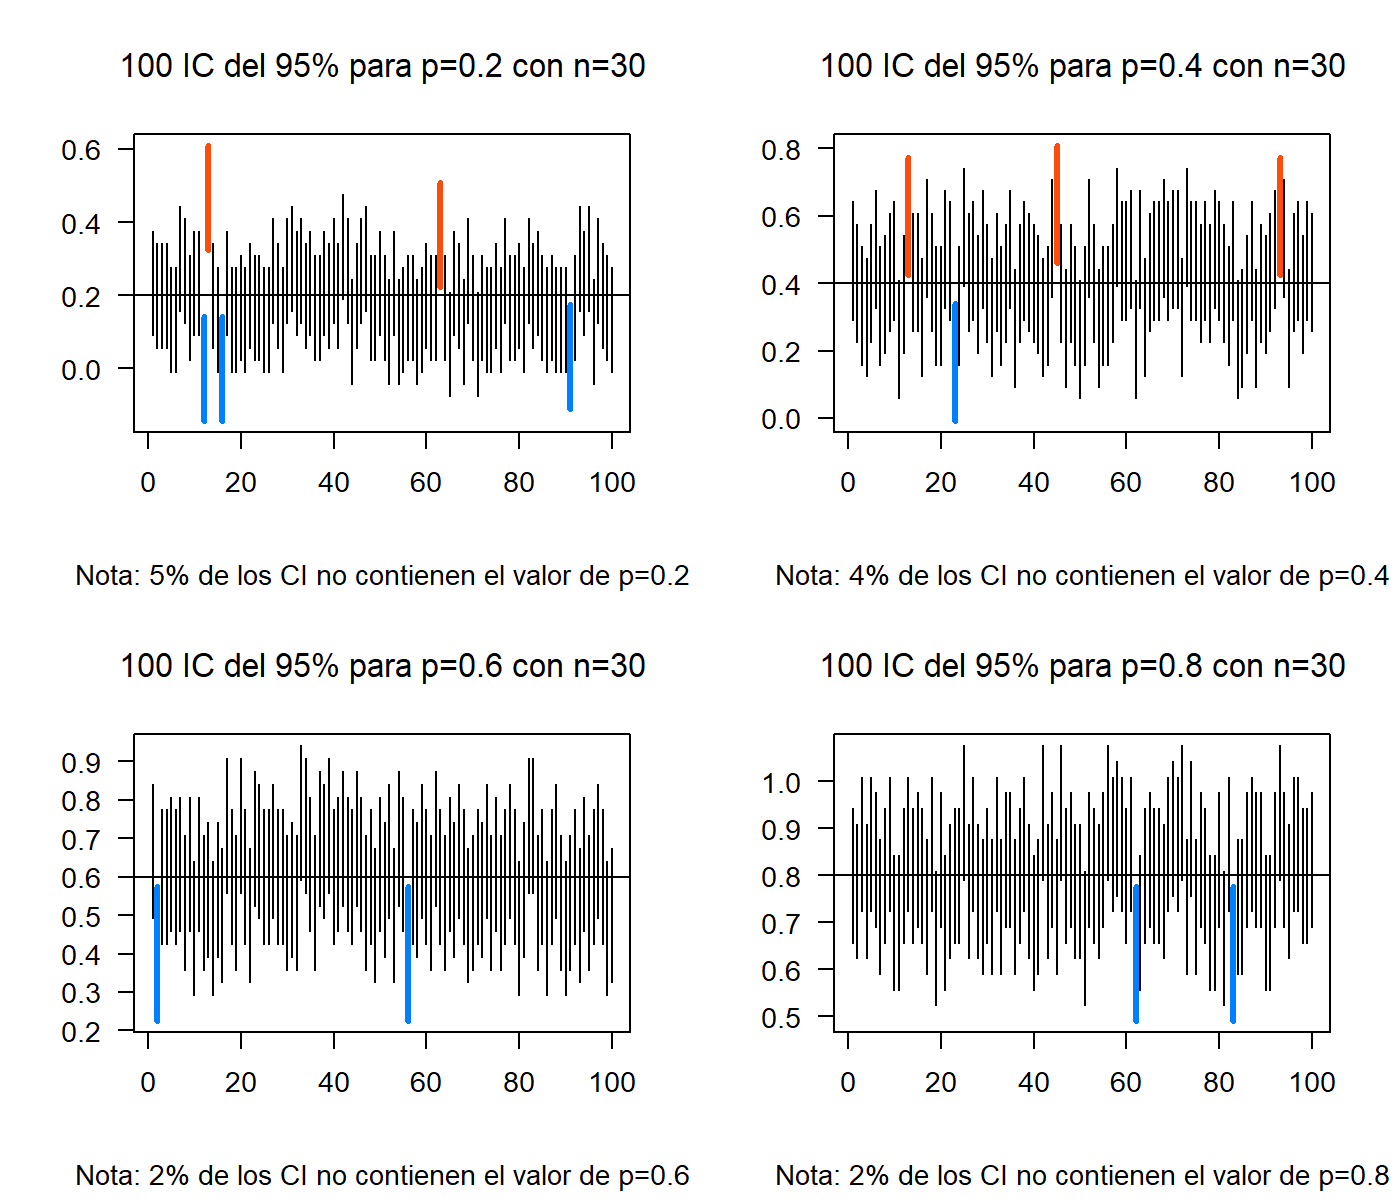 100 IC del 95% para p=0.2 con n=30
0.6
0.4
0.2
0.0
0 20 40 60 80 100
Nota: 5% de los CI no contienen el valor de p=0.2
100 IC del 95% para p=0.4 con n=30
0.8
0.6
0.4
0.2
0.0
0 20 40 60 80 100
Nota: 4% de los CI no contienen el valor de p=0.4
100 IC del 95% para p=0.6 con n=30
0.9
0.8
0.7
0.6
0.5
0.4
0.3
0.2
0 20 40 60 80 100
Nota: 2% de los CI no contienen el valor de p=0.6
100 IC del 95% para p=0.8 con n=30
1.0
0.9
0.8
0.7
0.6
0.5
0 20 40 60 80 100
Nota: 2% de los CI no contienen el valor de p=0.8